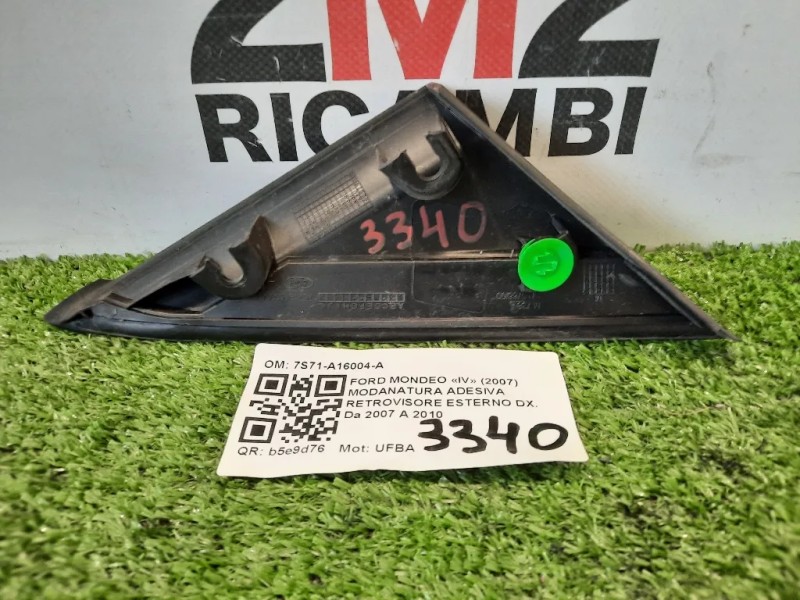 2M2
RICAMBI
3340
OM: 7S71-A16004-A
FORD MONDEO «IV» (2007)
MODANATURA ADESIVA
RETROVISORE ESTERNO DX.
Da 2007 A 2010
QR: b5e9d76 Mot: UFBA 3340